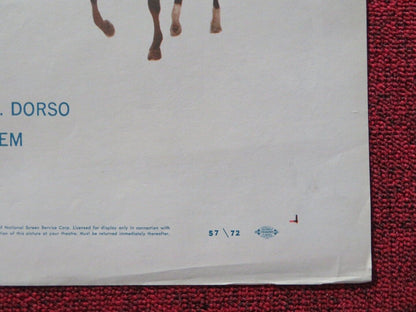 . DORSO
EM
National Screen Service Corp. Licensed for display only in connection with
tion of this picture at your theatre. Must be returned immediately thereafter.
57 \ 72